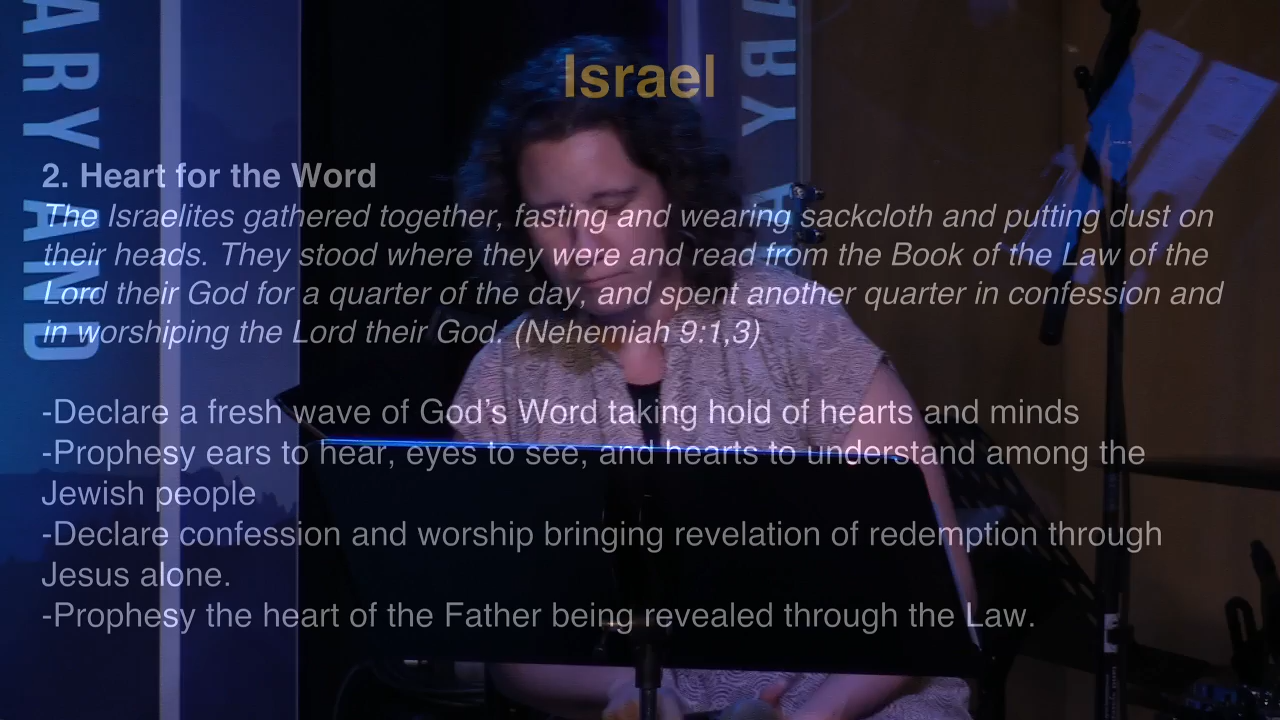 Israel
2. Heart for the Word
The Israelites gathered together, fasting and wearing sackcloth and putting dust on
their heads. They stood where they were and read from the Book of the Law of the
Lord their God for a quarter of the day, and spent another quarter in confession and
in worshiping the Lord their God. (Nehemiah 9:1,3)
-Declare a fresh wave of God’s Word taking hold of hearts and minds
-Prophesy ears to hear, eyes to see, and hearts to understand among the
Jewish people
-Declare confession and worship bringing revelation of redemption through
Jesus alone.
-Prophesy the heart of the Father being revealed through the Law.
ARY AND